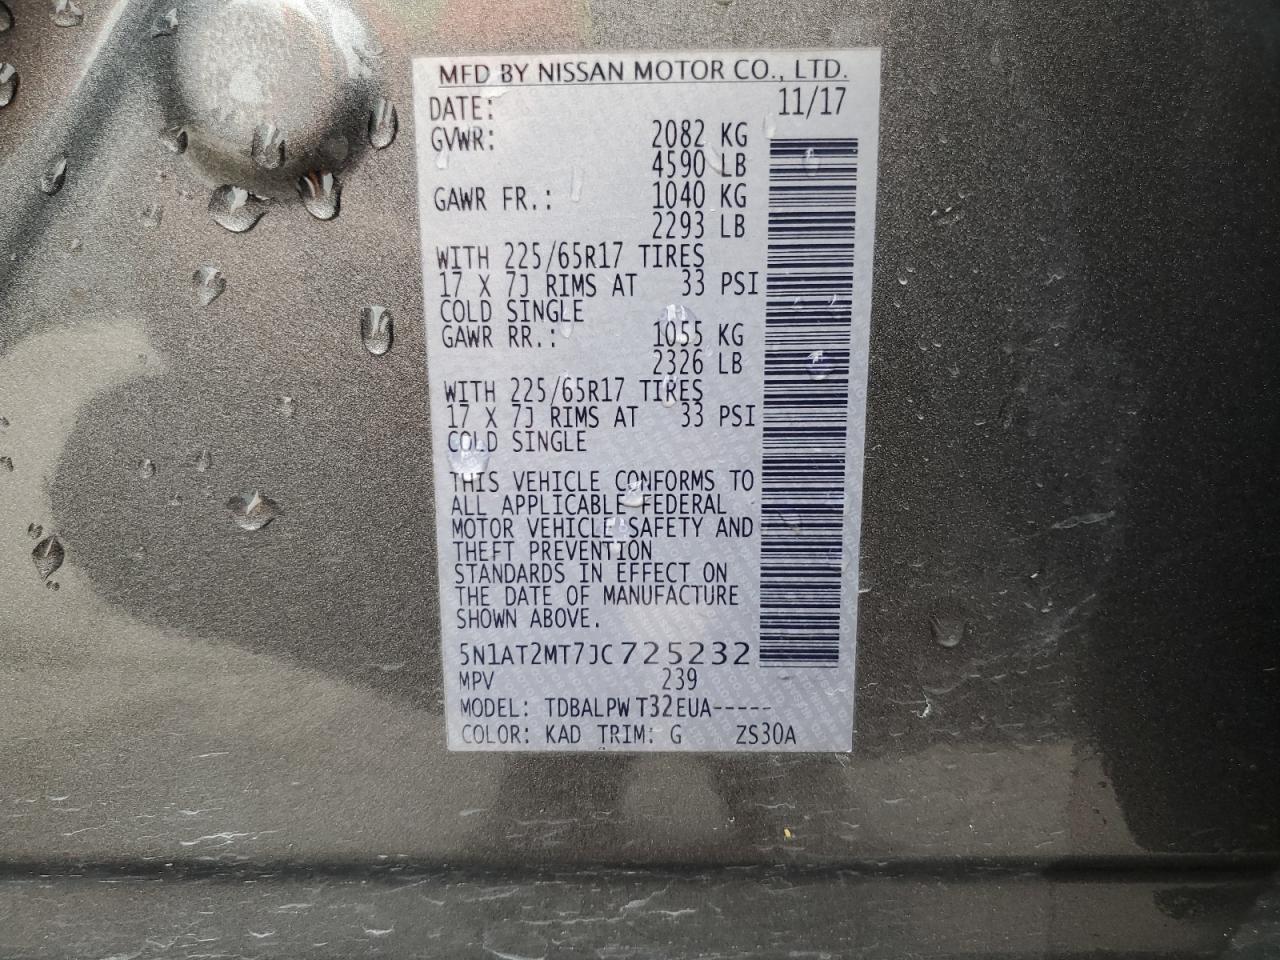 MFD BY NISSAN MOTOR CO., LTD.
DATE: 11/17
GVWR: 2082 KG
4590 LB
GAWR FR.: 1040 KG
2293 LB
WITH 225/65R17 TIRES
17 X 7J RIMS AT 33 PSI
COLD SINGLE
GAWR RR.: 1055 KG
2326 LB
WITH 225/65R17 TIRES
17 X 7J RIMS AT 33 PSI
COLD SINGLE
THIS VEHICLE CONFORMS TO
ALL APPLICABLE FEDERAL
MOTOR VEHICLE SAFETY AND
THEFT PREVENTION
STANDARDS IN EFFECT ON
THE DATE OF MANUFACTURE
SHOWN ABOVE.
5N1AT2MT7JC725232
MPV 239
MODEL: TDBALPW T32EUA-----
COLOR: KAD TRIM: G ZS30A